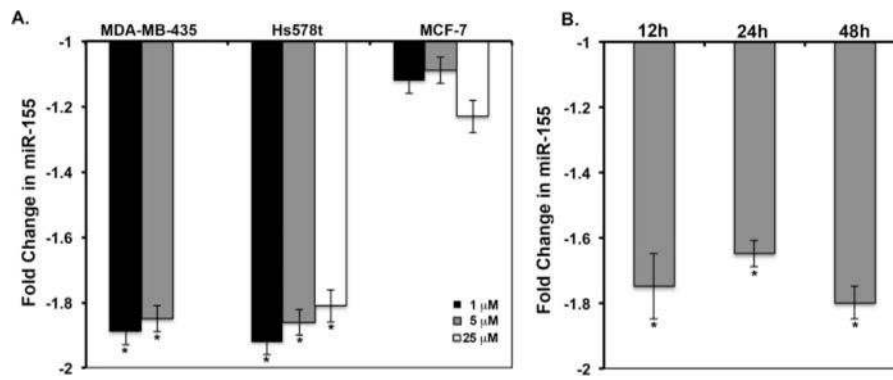 A.
MDA-MB-435 Hs578t MCF-7
Fold Change in miR-155
-1
-1.2
-1.4
-1.6
-1.8
-2
* * * * *
1 µM
5 µM
25 µM
B.
12h 24h 48h
Fold Change in miR-155
-1
-1.2
-1.4
-1.6
-1.8
-2
* * *